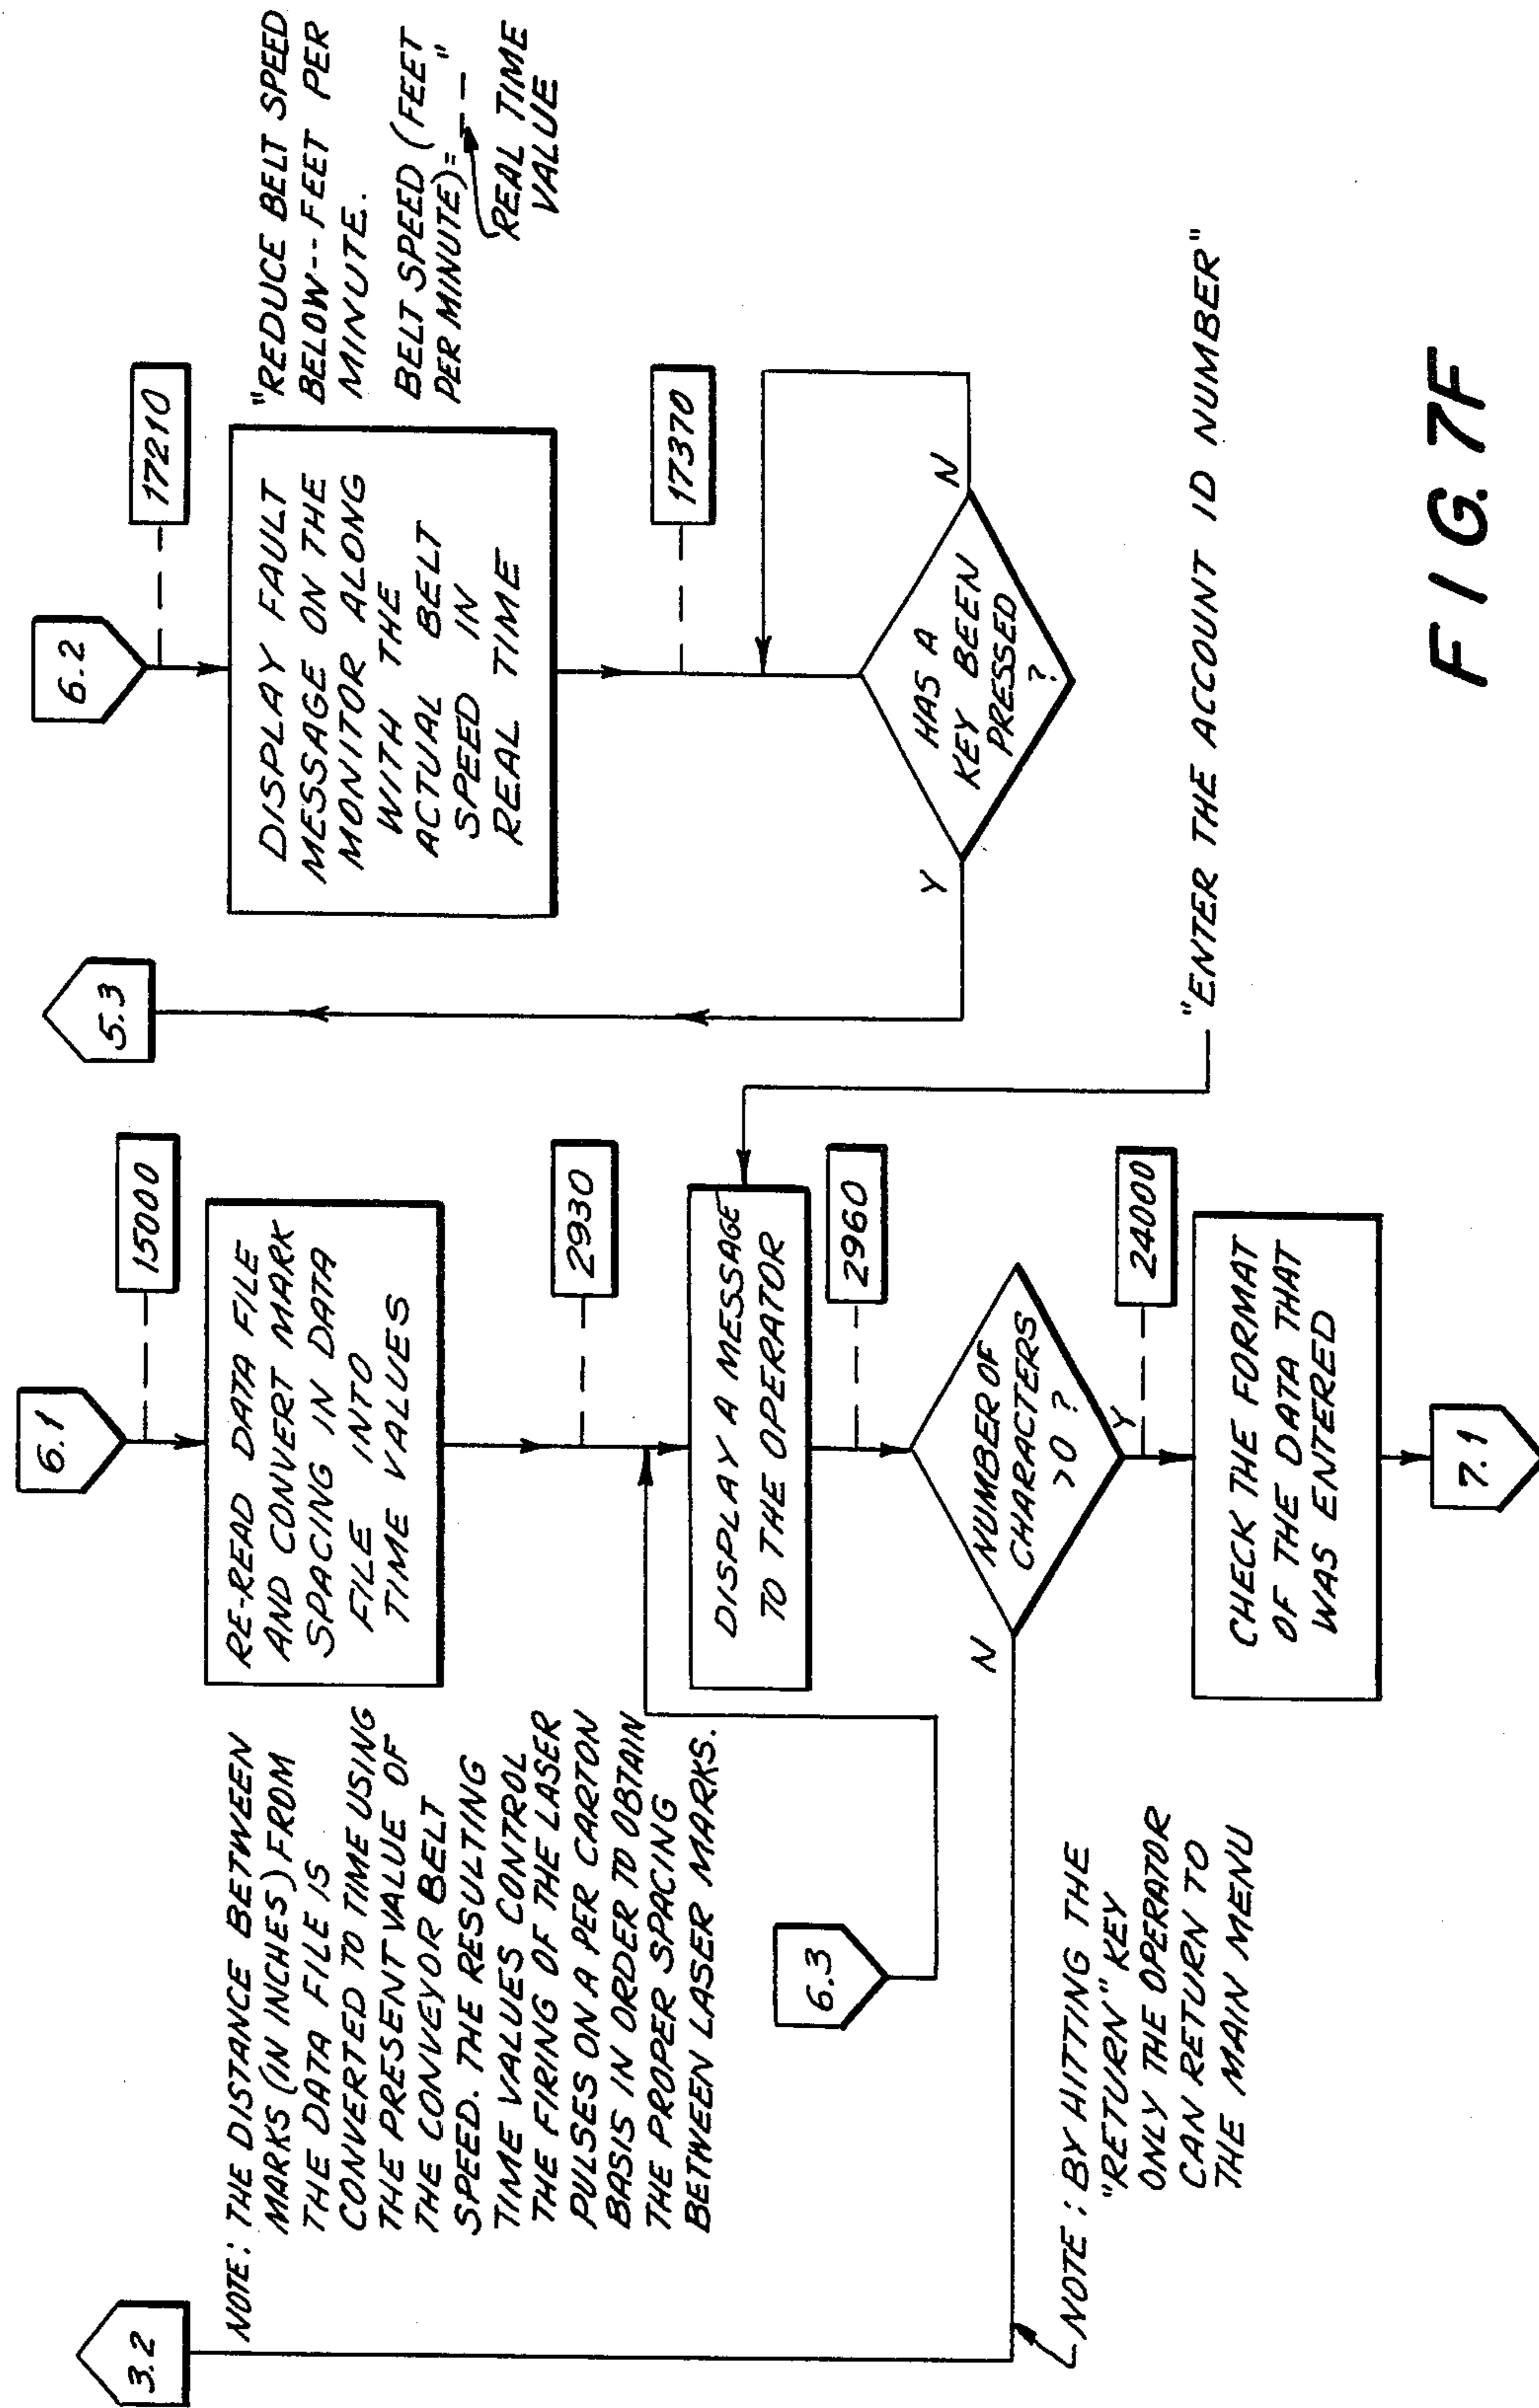 3.2
NOTE: THE DISTANCE BETWEEN
MARKS (IN INCHES) FROM
THE DATA FILE IS
CONVERTED TO TIME USING
THE PRESENT VALUE OF
THE CONVEYOR BELT
SPEED. THE RESULTING
TIME VALUES CONTROL
THE FIRING OF THE LASER
PULSES ON A PER CARTON
BASIS IN ORDER TO OBTAIN
THE PROPER SPACING
BETWEEN LASER MARKS.
6.3
NOTE: BY HITTING THE
"RETURN" KEY
ONLY THE OPERATOR
CAN RETURN TO
THE MAIN MENU
6.1
15000
RE-READ DATA FILE
AND CONVERT MARK
SPACING IN DATA
FILE INTO
TIME VALUES
2930
DISPLAY A MESSAGE
TO THE OPERATOR
2960
NUMBER OF
CHARACTERS
>0 ?
N
Y
24000
CHECK THE FORMAT
OF THE DATA THAT
WAS ENTERED
7.1
5.3
6.2
17210
DISPLAY FAULT
MESSAGE ON THE
MONITOR ALONG
WITH THE
ACTUAL BELT
SPEED IN
REAL TIME
"REDUCE BELT SPEED
BELOW--FEET PER
MINUTE.
BELT SPEED (FEET
PER MINUTE)= ---"
REAL TIME
VALUE
17370
HAS A
KEY BEEN
PRESSED
?
Y
N
"ENTER THE ACCOUNT ID NUMBER"
FIG. 7F